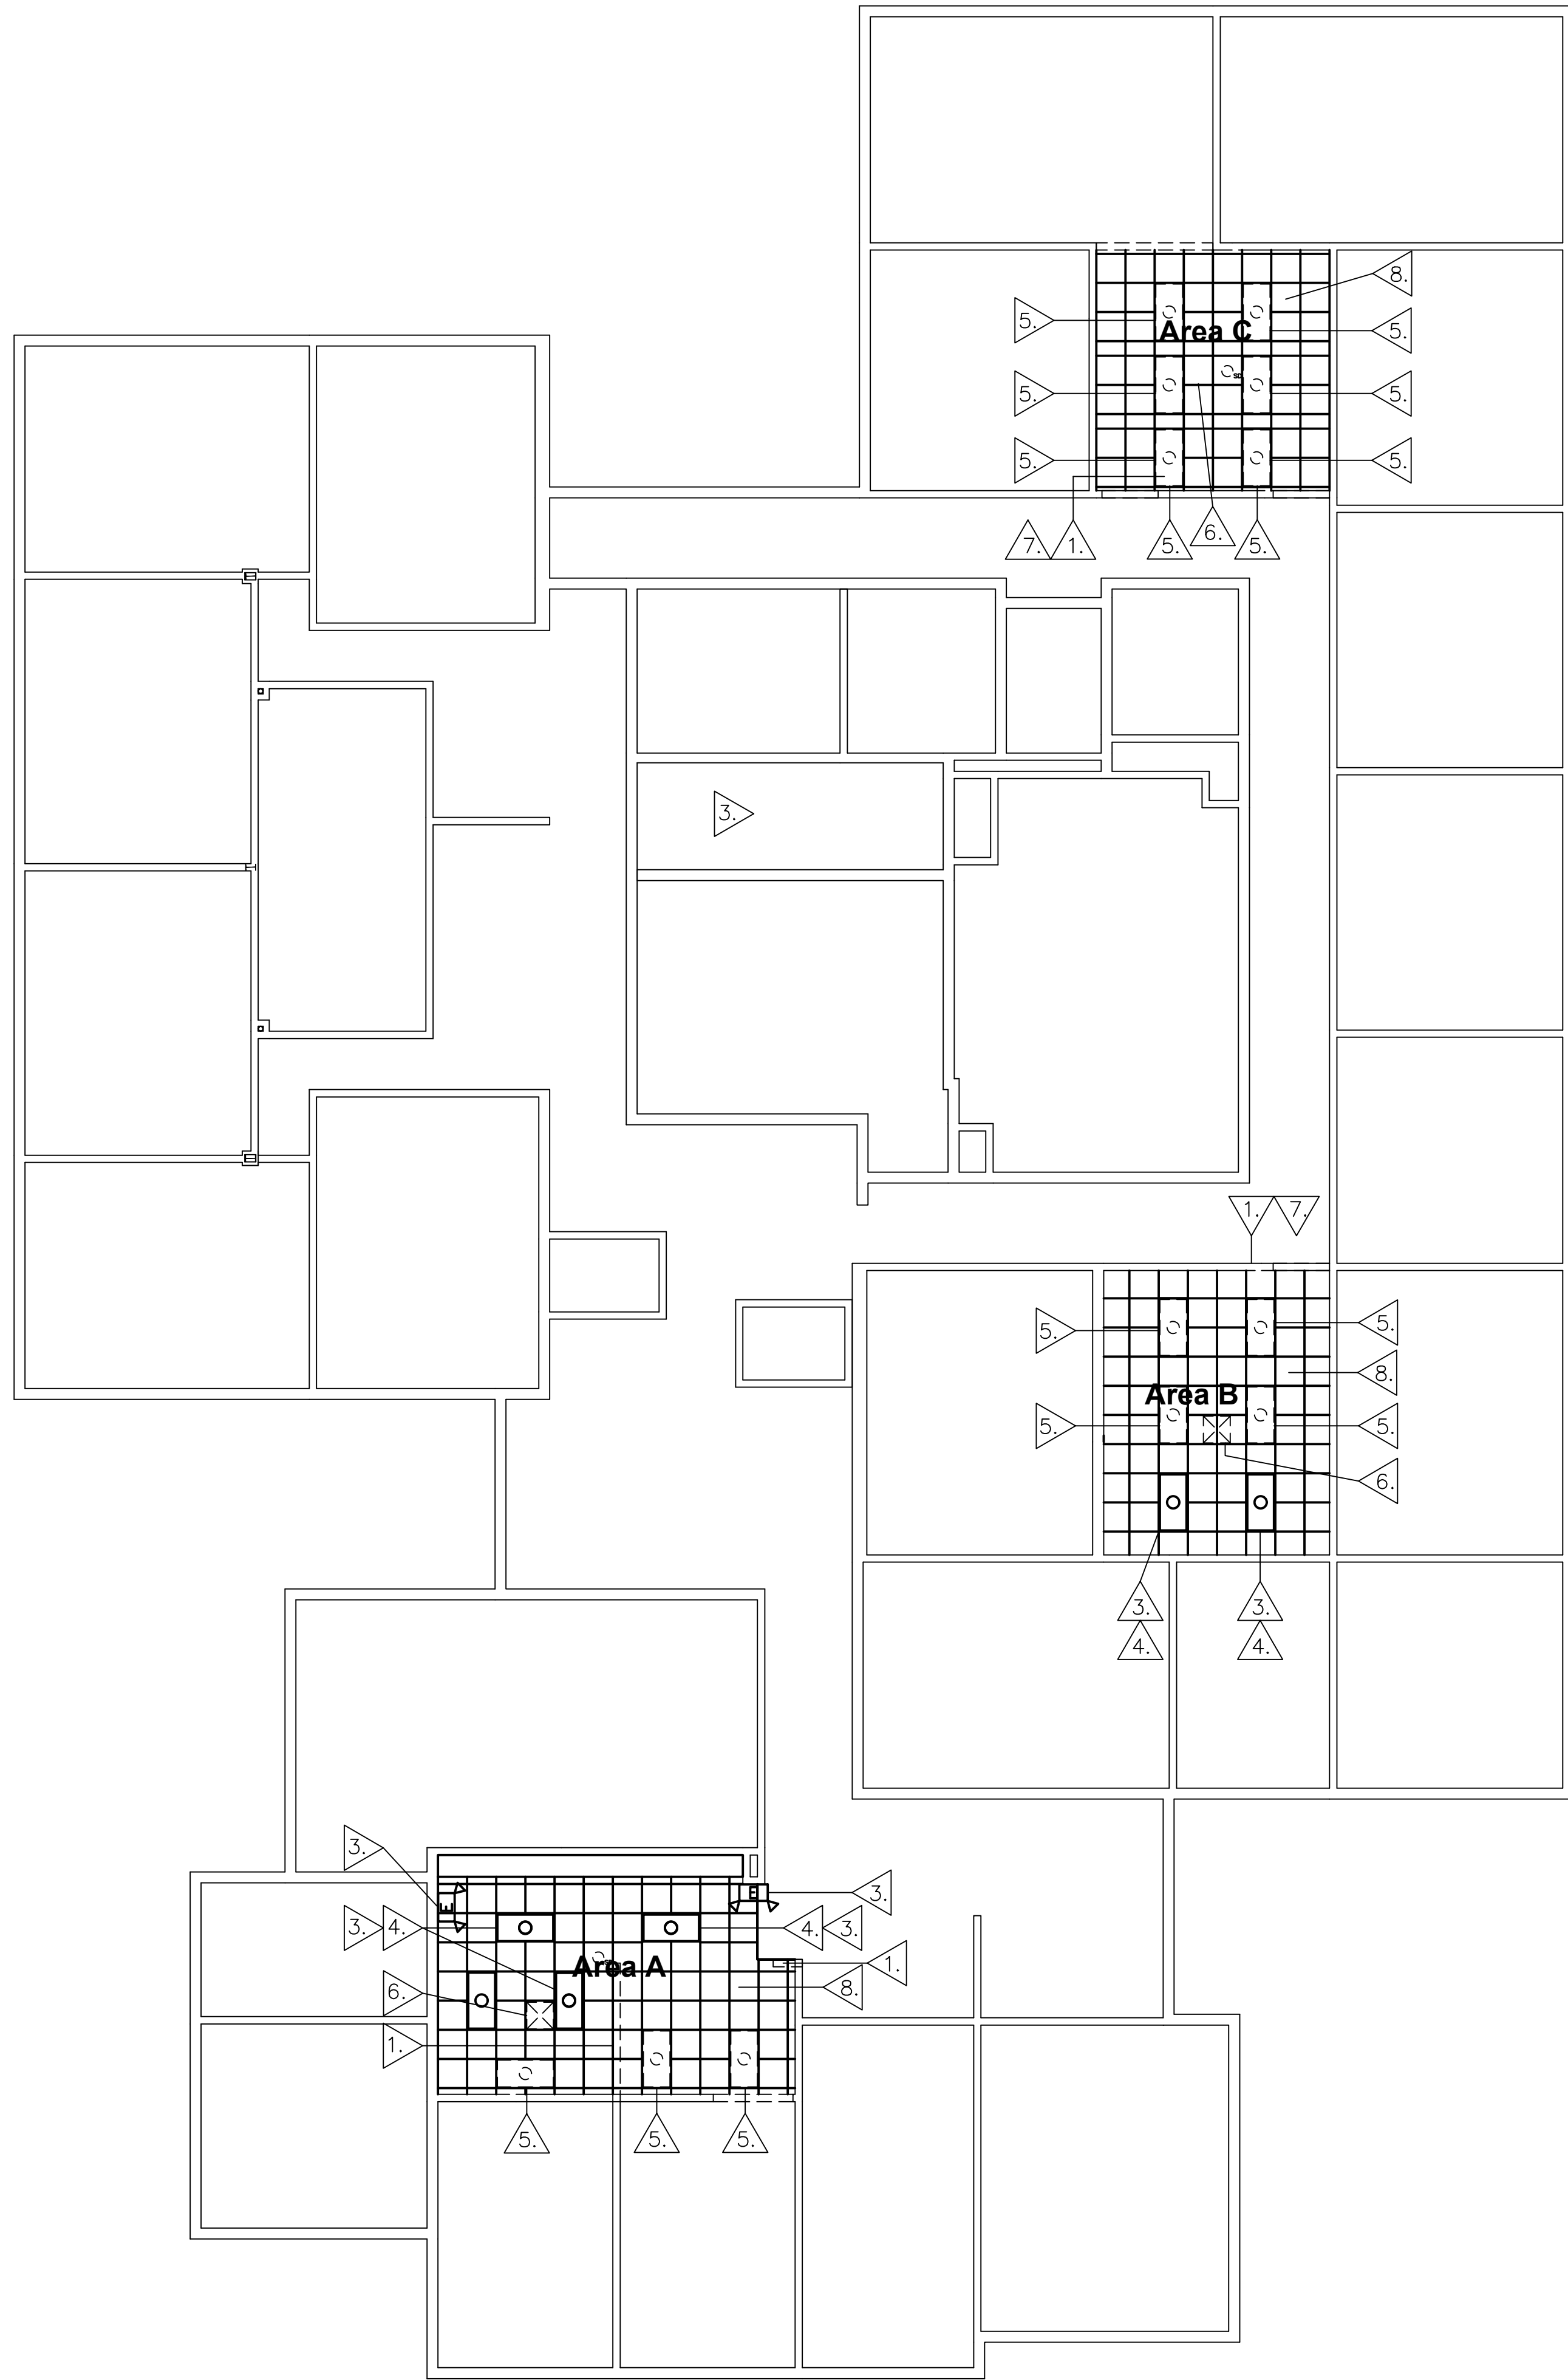 8.
5. Area C 5.
SD
5. 5.
5. 5.
7. 1. 5. 6. 5.
3.
1. 7.
5. 5.
8.
Area B
5. 5.
6.
3. 3.
4. 4.
3.
E E 3.
3. 4. 4. 3.
Area A 1.
6. 8.
1.
5. 5. 5.